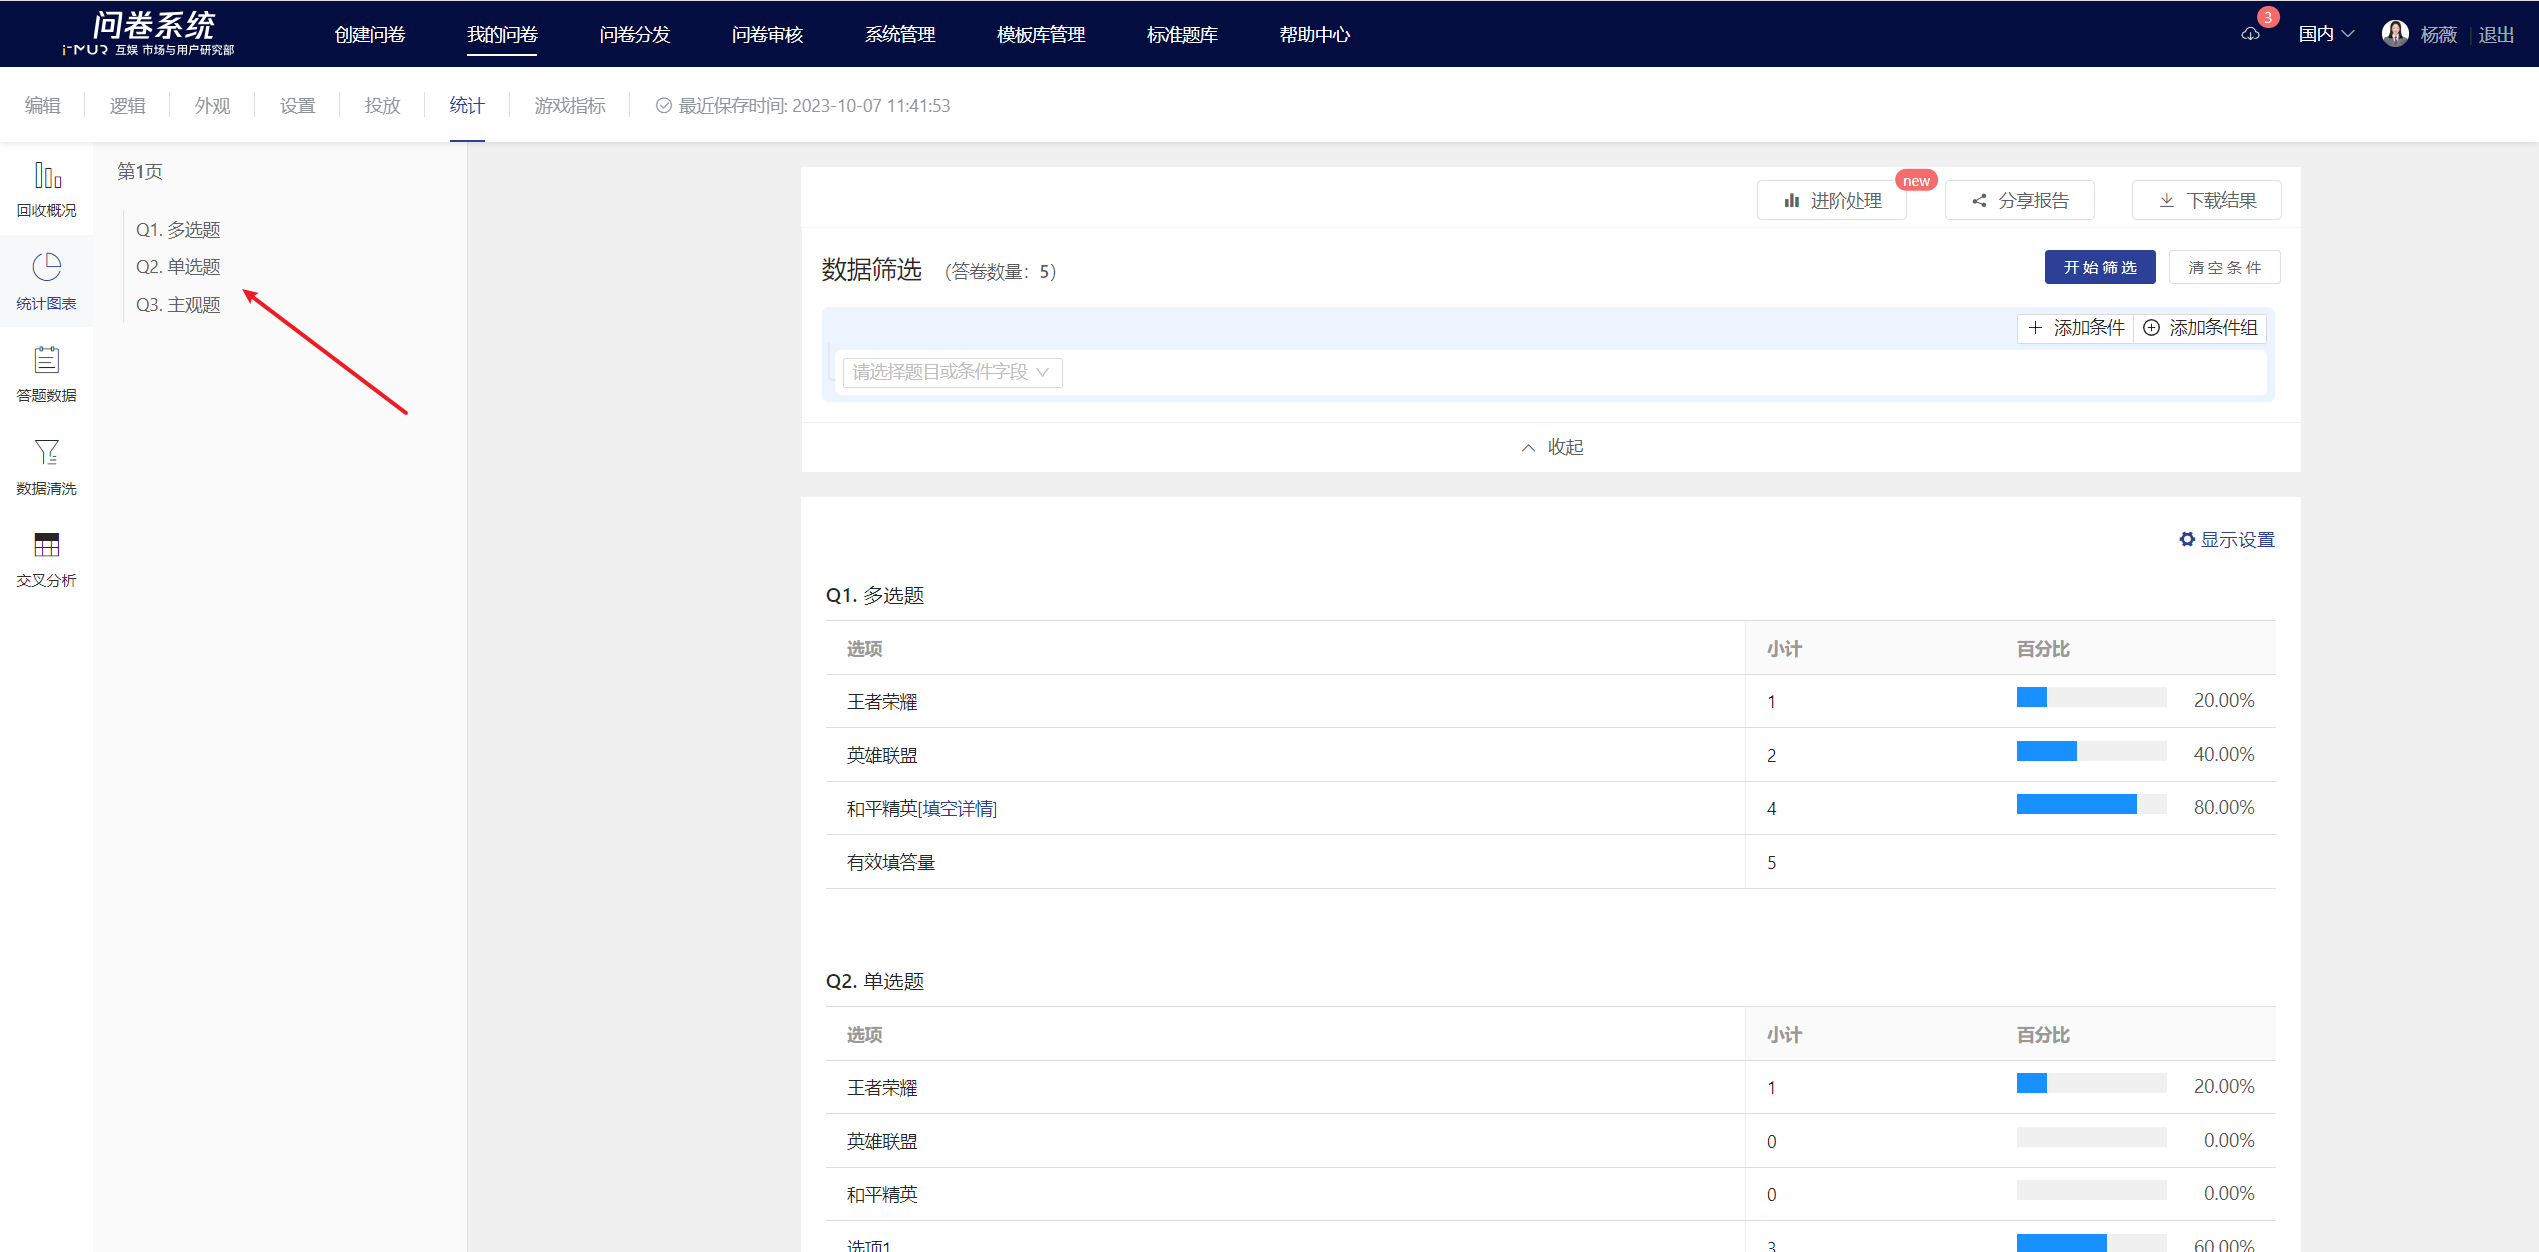 问卷系统
i-MUR 互娱 市场与用户研究部
创建问卷
我的问卷
问卷分发
问卷审核
系统管理
模板库管理
标准题库
帮助中心
3
国内
杨薇
退出
编辑
逻辑
外观
设置
投放
统计
游戏指标
最近保存时间: 2023-10-07 11:41:53
回收概况
统计图表
答题数据
数据清洗
交叉分析
第1页
Q1. 多选题
Q2. 单选题
Q3. 主观题
进阶处理
new
分享报告
下载结果
数据筛选 （答卷数量：5）
开始筛选
清空条件
添加条件
添加条件组
请选择题目或条件字段
收起
显示设置
Q1. 多选题
选项 小计 百分比
王者荣耀 1 20.00%
英雄联盟 2 40.00%
和平精英[填空详情] 4 80.00%
有效填答量 5
Q2. 单选题
选项 小计 百分比
王者荣耀 1 20.00%
英雄联盟 0 0.00%
和平精英 0 0.00%
选项1 3 60.00%